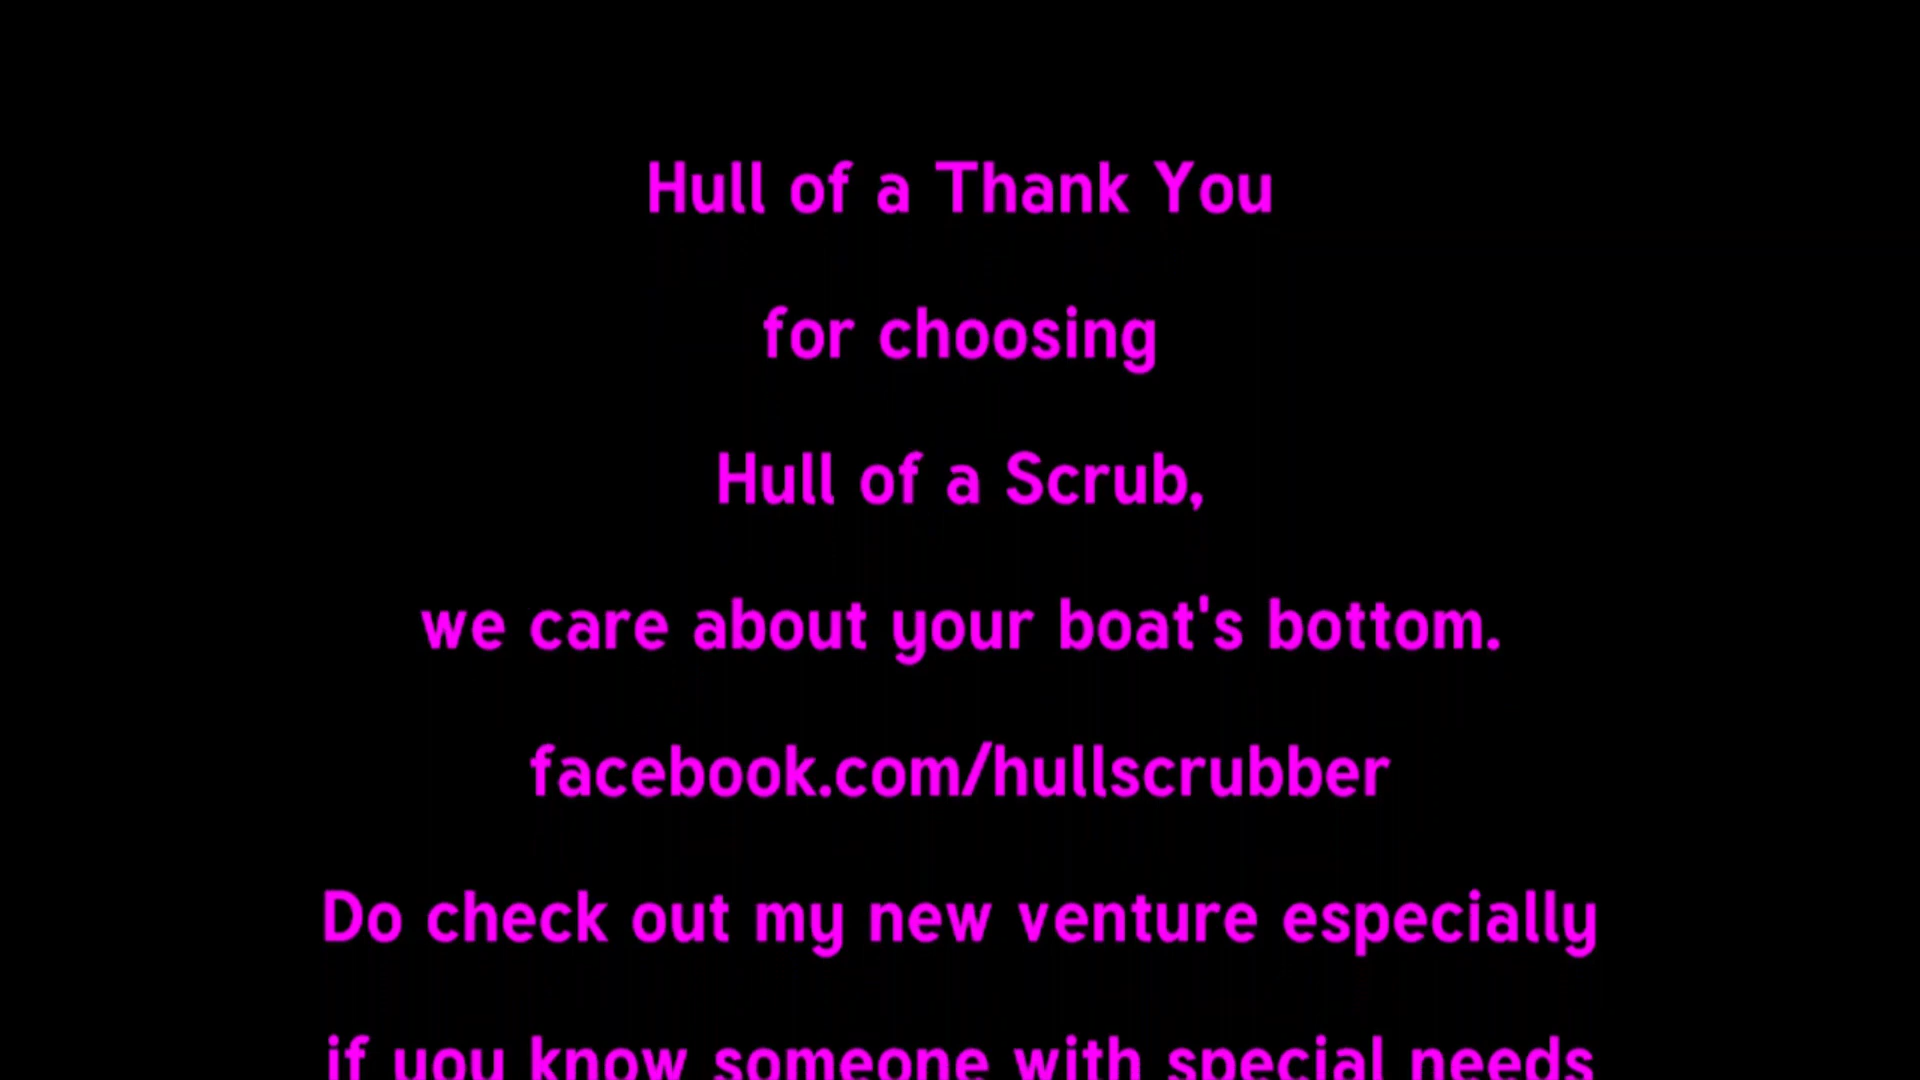 Hull of a Thank You
for choosing
Hull of a Scrub,
we care about your boat's bottom.
facebook.com/hullscrubber
Do check out my new venture especially
if you know someone with special needs